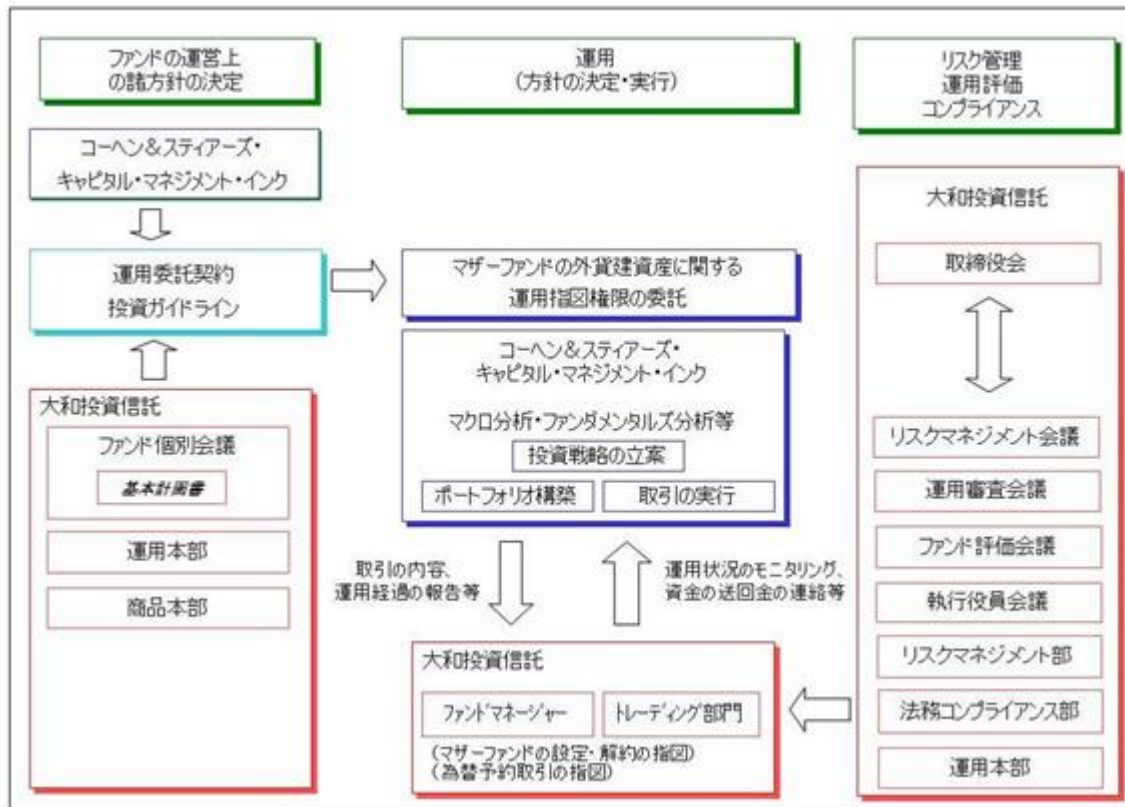 ファンドの運営上
の諸方針の決定
運用
(方針の決定・実行)
リスク管理
運用評価
コンプライアンス
コーヘン&スティアーズ・
キャピタル・マネジメント・インク
運用委託契約
投資ガイドライン
大和投資信託
ファンド個別会議
基本計画書
運用本部
商品本部
マザーファンドの外貨建資産に関する
運用指図権限の委託
コーヘン&スティアーズ・
キャピタル・マネジメント・インク
マクロ分析・ファンダメンタルズ分析等
投資戦略の立案
ポートフォリオ構築
取引の実行
取引の内容、
運用経過の報告等
運用状況のモニタリング、
資金の送回金の連絡等
大和投資信託
ファンドマネージャー
トレーディング部門
(マザーファンドの設定・解約の指図)
(為替予約取引の指図)
大和投資信託
取締役会
リスクマネジメント会議
運用審査会議
ファンド評価会議
執行役員会議
リスクマネジメント部
法務コンプライアンス部
運用本部